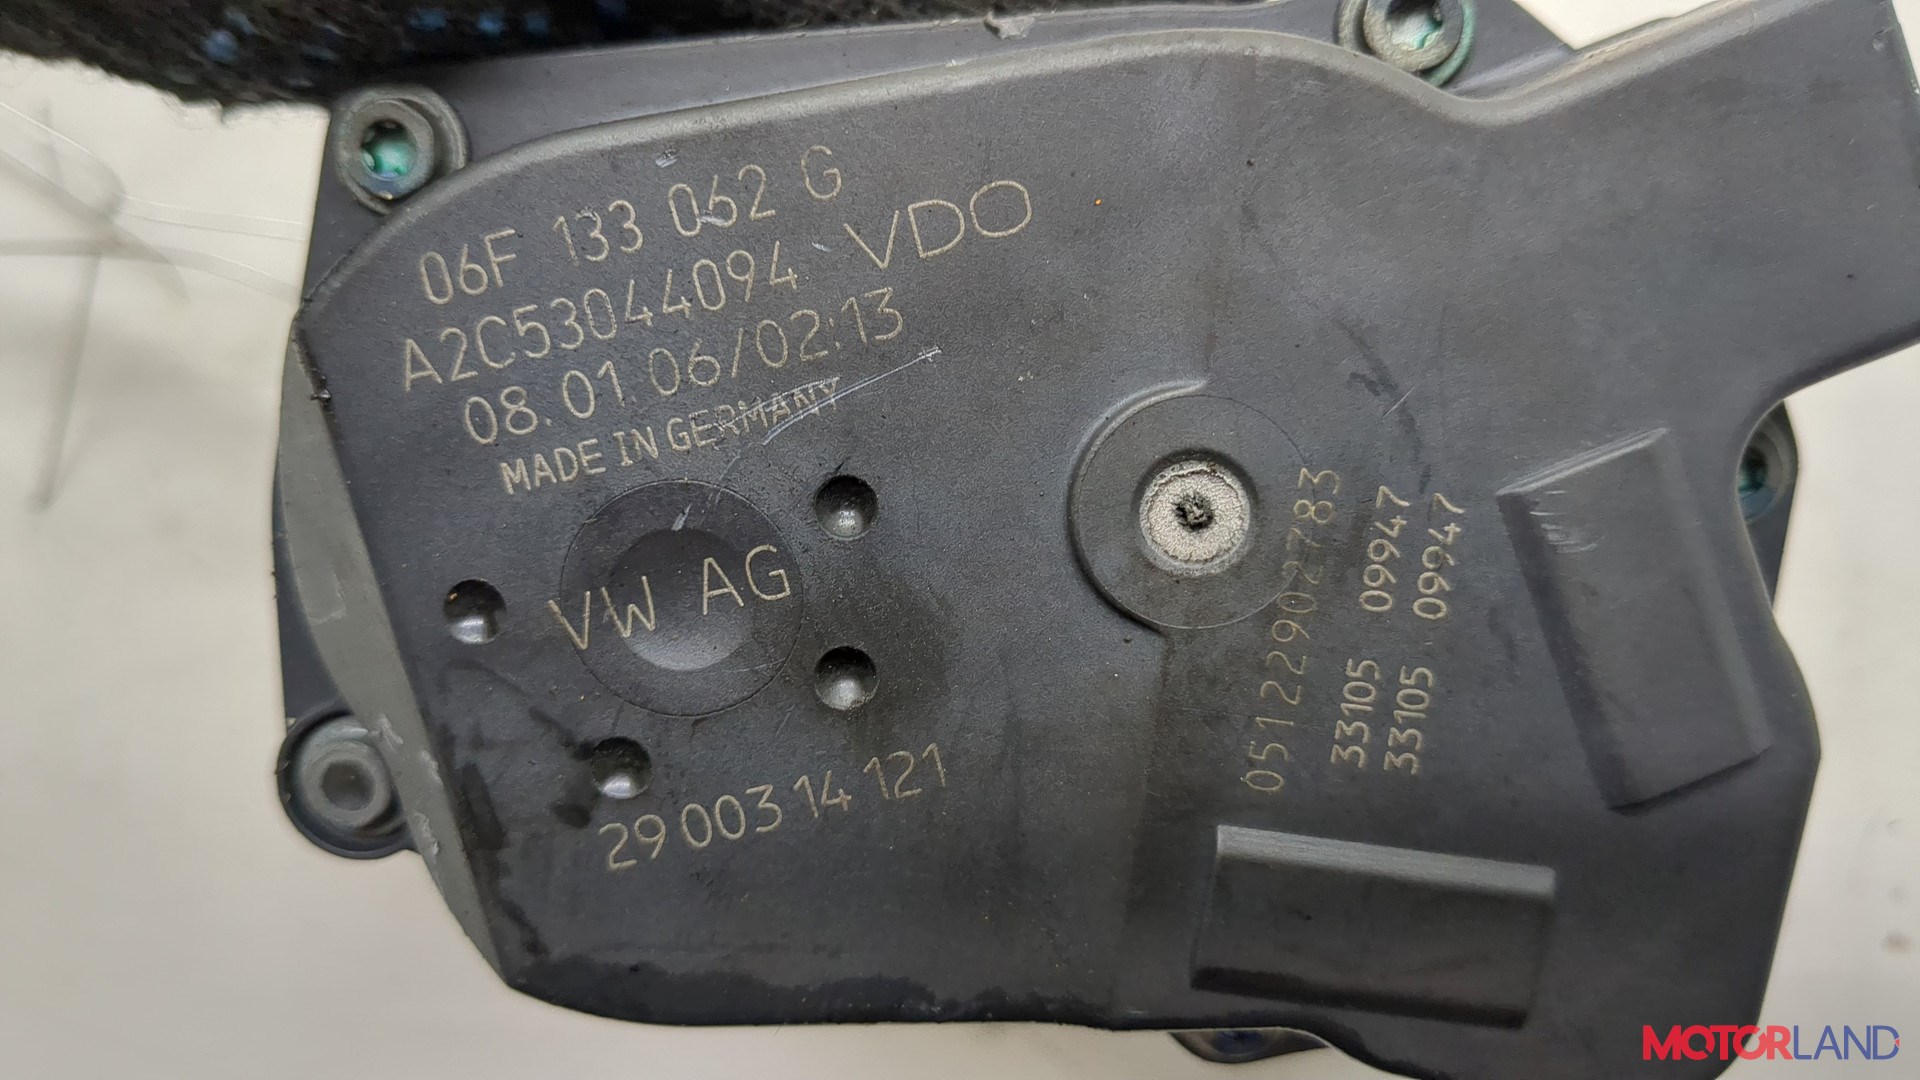 06F 133 062 G
A2C53044094 VDO
08.01.06/02:13
MADE IN GERMANY
VW AG
29 003 14 121
05122902783
33105 09947
33105 09947
MOTORLAND